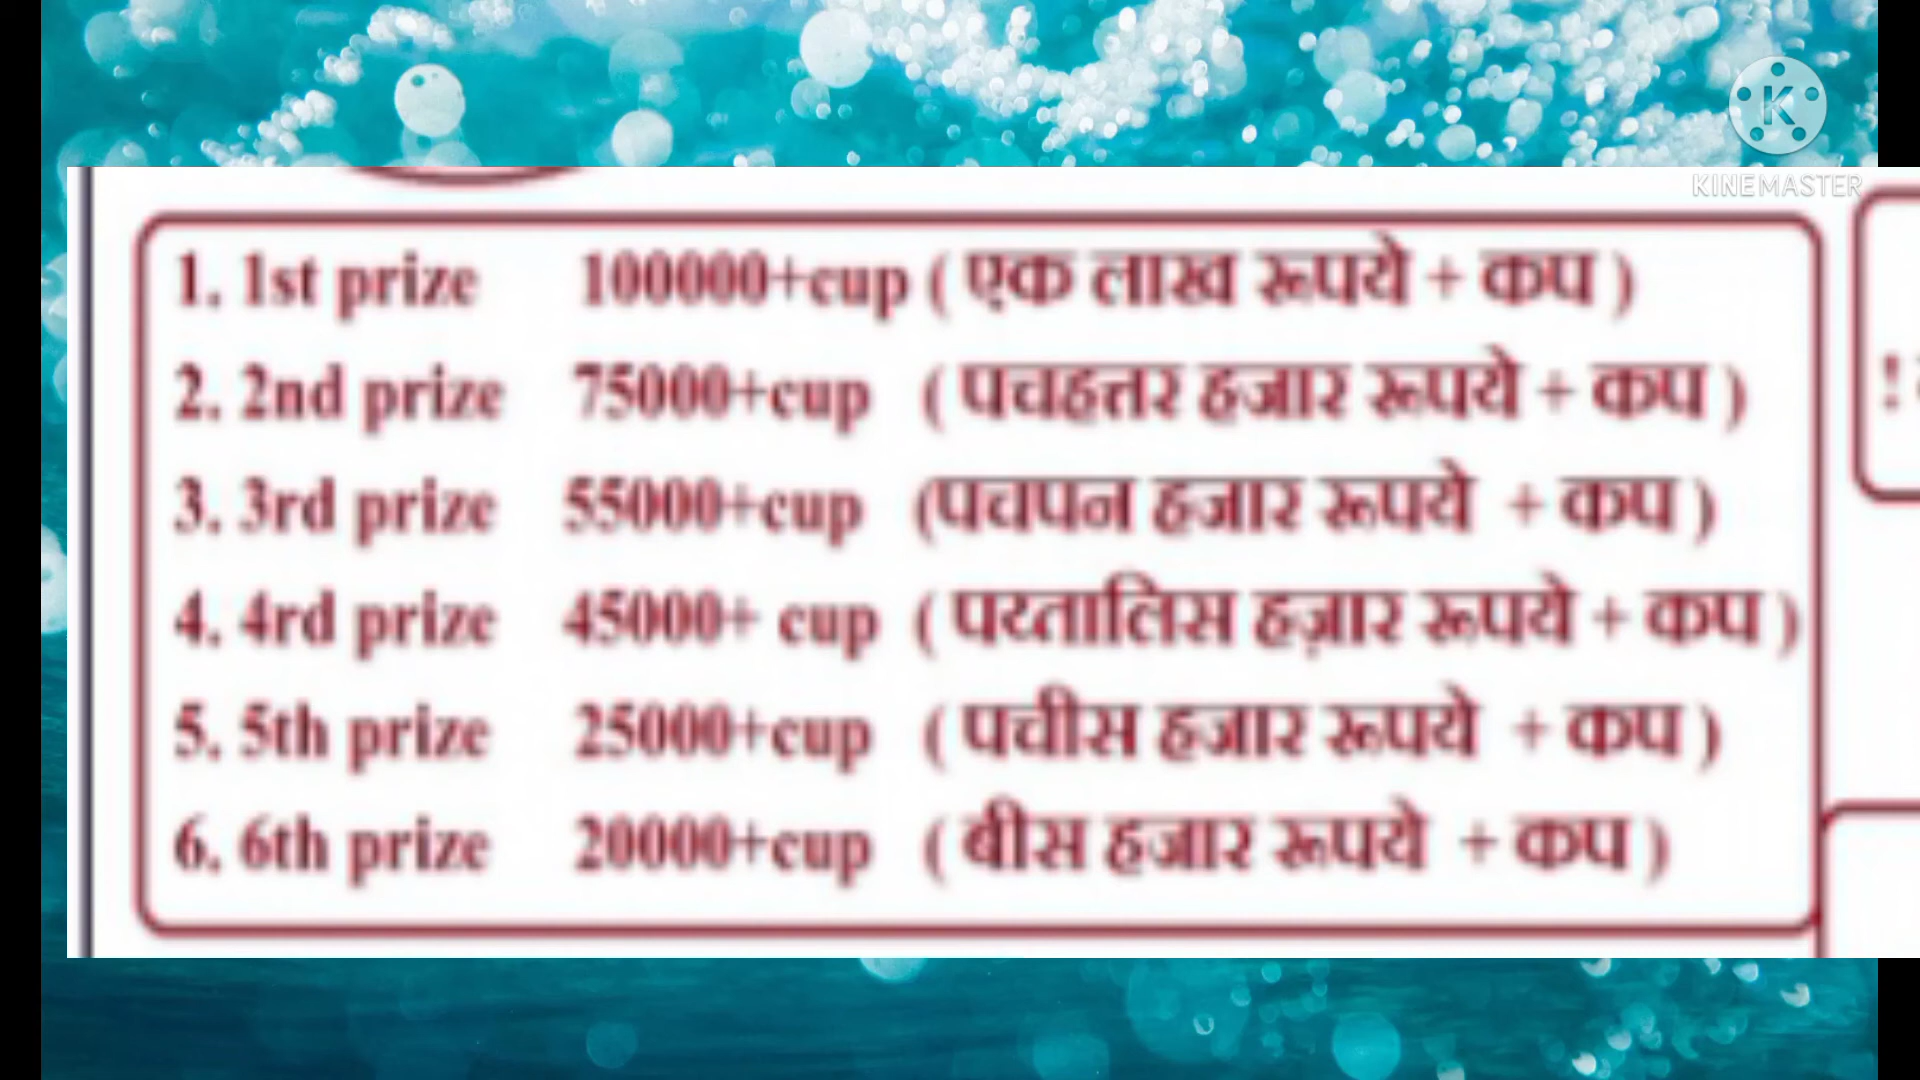 K
KINEMASTER
1. 1st prize 100000+cup ( एक लाख रूपये + कप )
2. 2nd prize 75000+cup ( पचहत्तर हजार रूपये + कप )
3. 3rd prize 55000+cup (पचपन हजार रूपये + कप )
4. 4rd prize 45000+ cup ( पय्तालिस हज़ार रूपये + कप )
5. 5th prize 25000+cup ( पचीस हजार रूपये + कप )
6. 6th prize 20000+cup ( बीस हजार रूपये + कप )